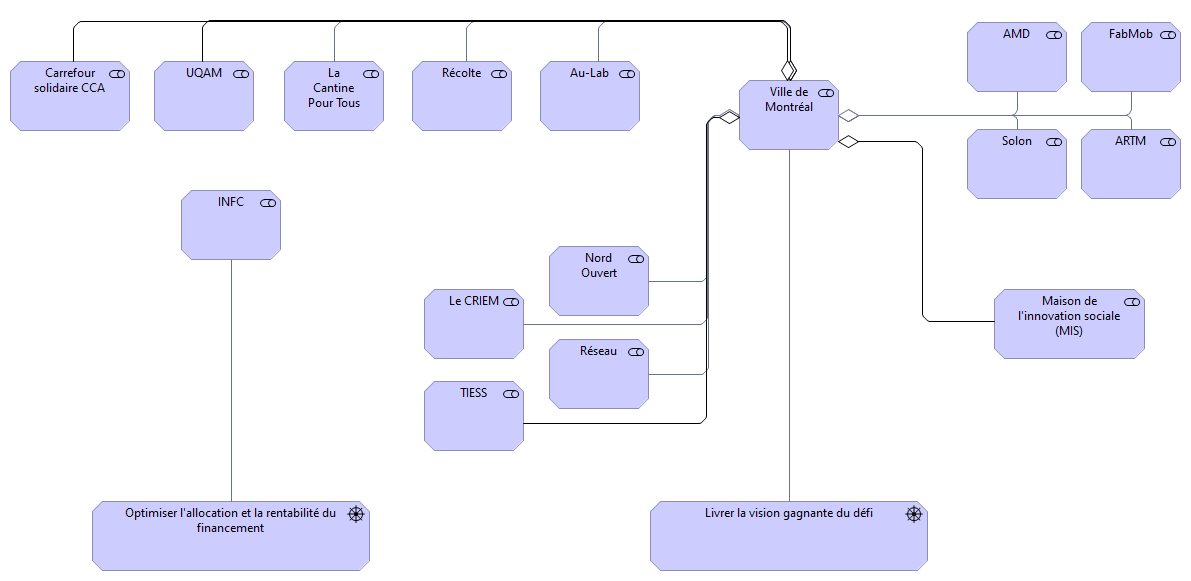 AMD
FabMob
Carrefour
solidaire CCA
UQAM
La
Cantine
Pour Tous
Récolte
Au-Lab
Ville de
Montréal
Solon
ARTM
INFC
Nord
Ouvert
Le CRIEM
Maison de
l'innovation sociale
(MIS)
Réseau
TIESS
Optimiser l'allocation et la rentabilité du
financement
Livrer la vision gagnante du défi